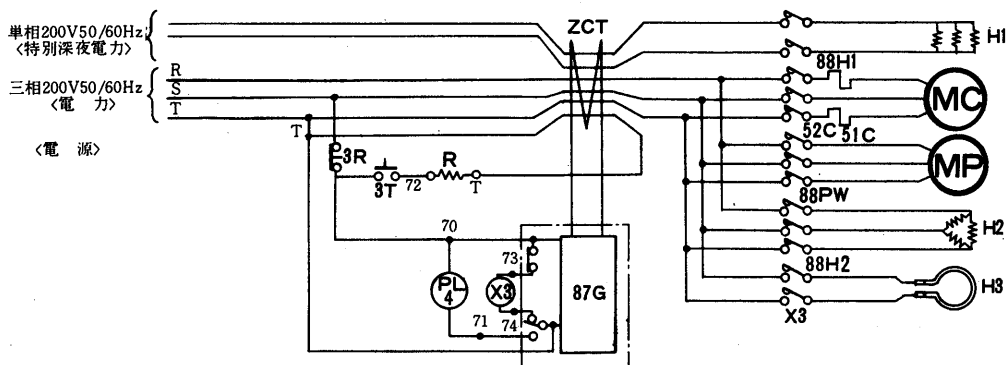 単相200V50/60Hz
〈特別深夜電力〉
ZCT
H1
三相200V50/60Hz
〈電 力〉
R
S
T
88H1
MC
52C
51C
T
〈電 源〉
3R
3T
72
R
T
MP
88PW
H2
70
73
88H2
PL
4
X3
87G
H3
71
74
X3